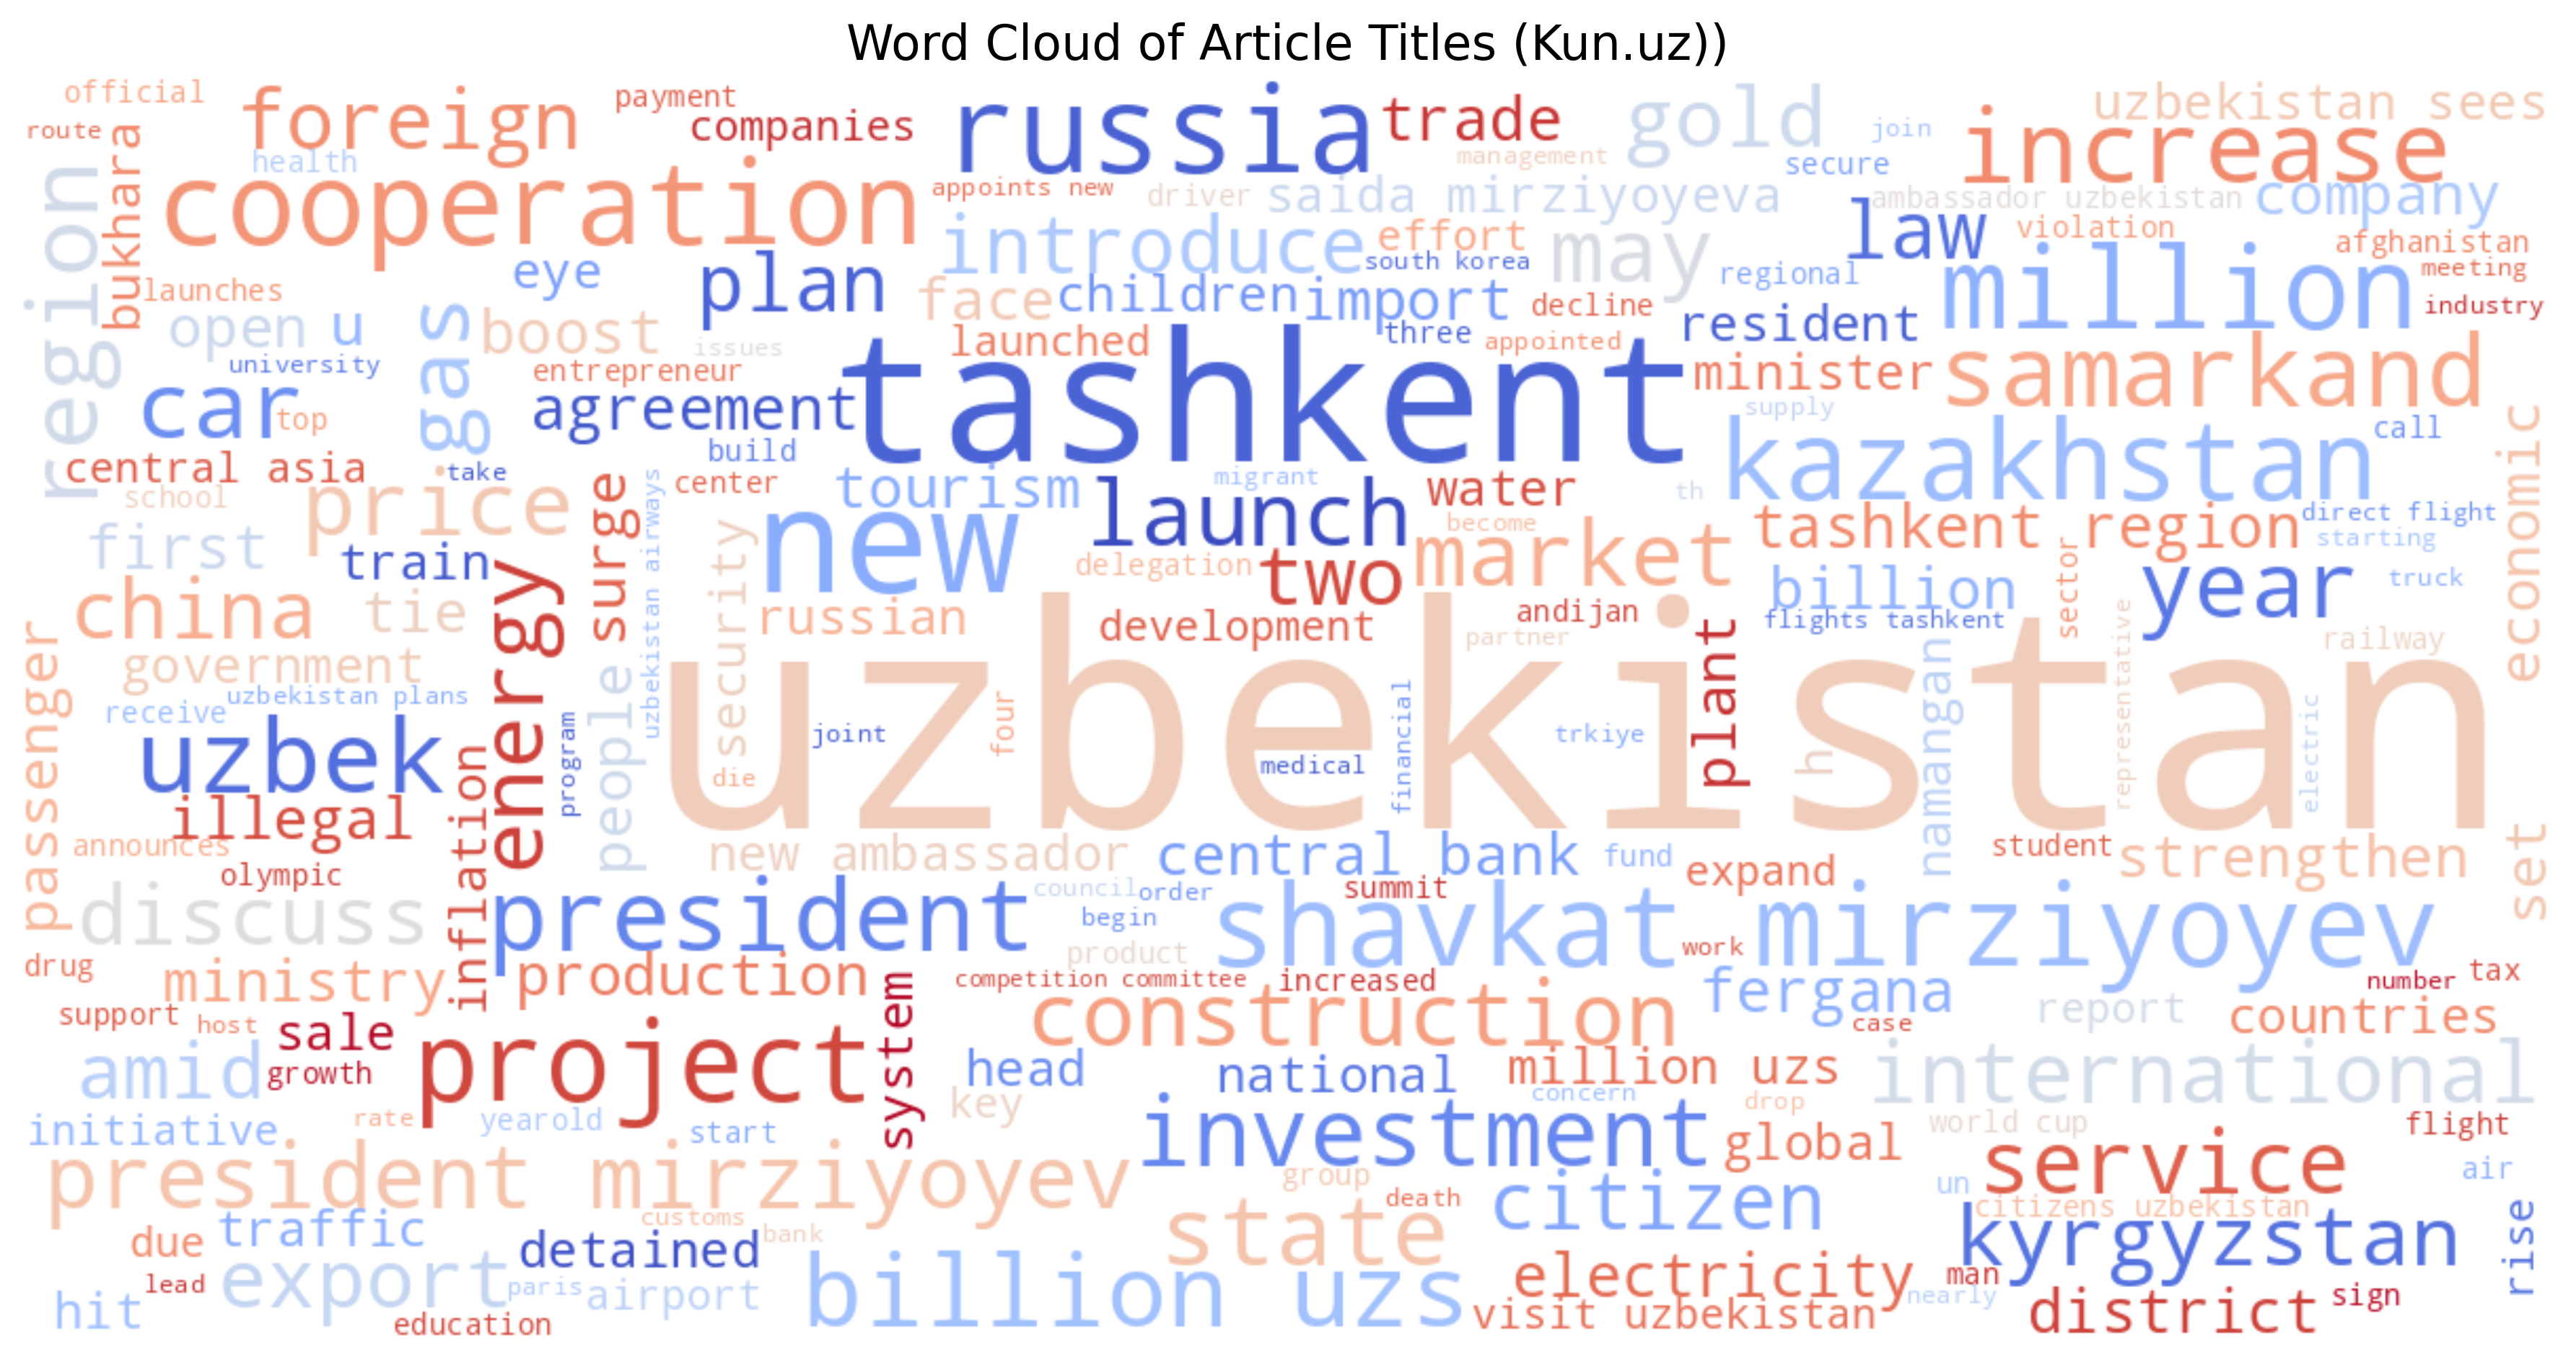 Word Cloud of Article Titles (Kun.uz))
official
foreign
payment
companies
russia
trade
gold
join
uzbekistan sees
route
bukhara
health
management
secure
increase
region
cooperation
appoints new
driver
saida mirziyoyeva
ambassador uzbekistan
company
introduce
effort
may
law
violation
afghanistan
launches
eye
plan
south korea
regional
million
meeting
face
children
import
decline
industry
open
u
gas
boost
issues
launched
three
appointed
resident
university
entrepreneur
tashkent
minister
samarkand
car
top
agreement
supply
central asia
take
build
kazakhstan
call
economic
school
price
surge
center
tourism
migrant
launch
water
th
first
train
uzbekistan airways
new
become
market
tashkent region
direct flight
starting
security
delegation
two
china
tie
energy
russian
development
andijan
billion
sector
year
truck
partner
plant
flights tashkent
representative
railway
passenger
government
people
uzbekistan
namangan
receive
uzbekistan plans
uzbek
program
joint
four
medical
financial
trkiye
h
electric
die
inflation
illegal
announces
new ambassador
central bank
fund
student
strengthen
set
olympic
expand
discuss
president
council
order
summit
begin
shavkat mirziyoyev
drug
ministry
production
product
work
system
competition committee
increased
fergana
number
tax
support
host
sale
project
construction
case
report
countries
amid
growth
head
national
million uzs
international
initiative
rate
yearold
start
key
concern
drop
investment
global
world cup
flight
president mirziyoyev
group
service
state
death
citizen
un
air
due
traffic
customs
bank
citizens uzbekistan
detained
kyrgyzstan
rise
lead
export
paris
airport
billion uzs
electricity
man
nearly
hit
education
visit uzbekistan
district
sign